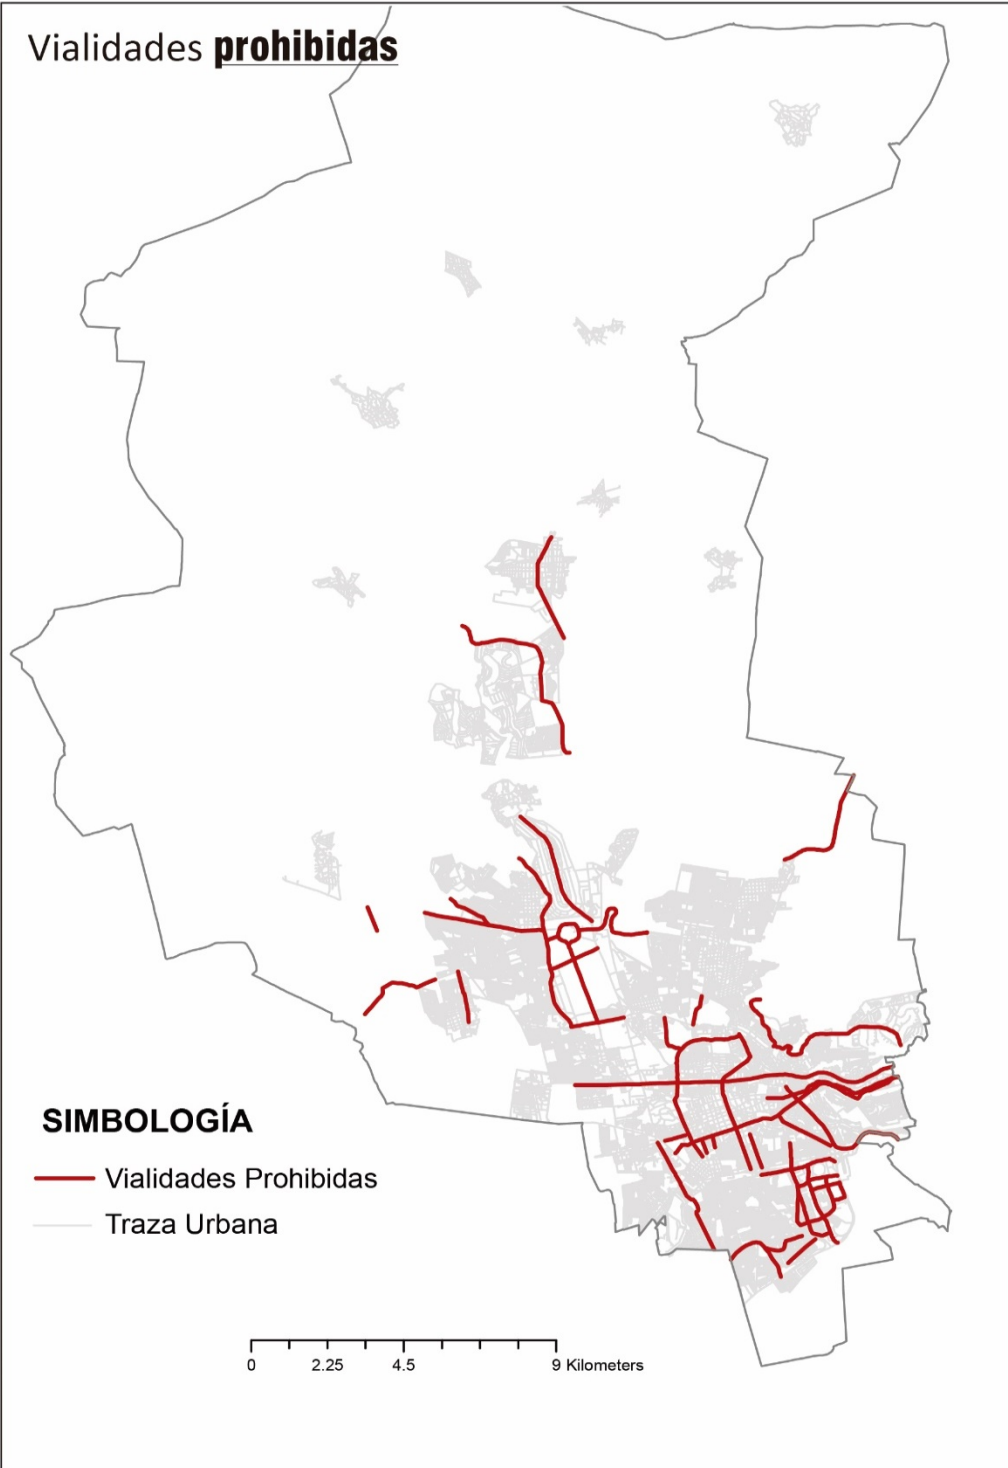 Vialidades prohibidas
SIMBOLOGÍA
Vialidades Prohibidas
Traza Urbana
0 2.25 4.5 9 Kilometers